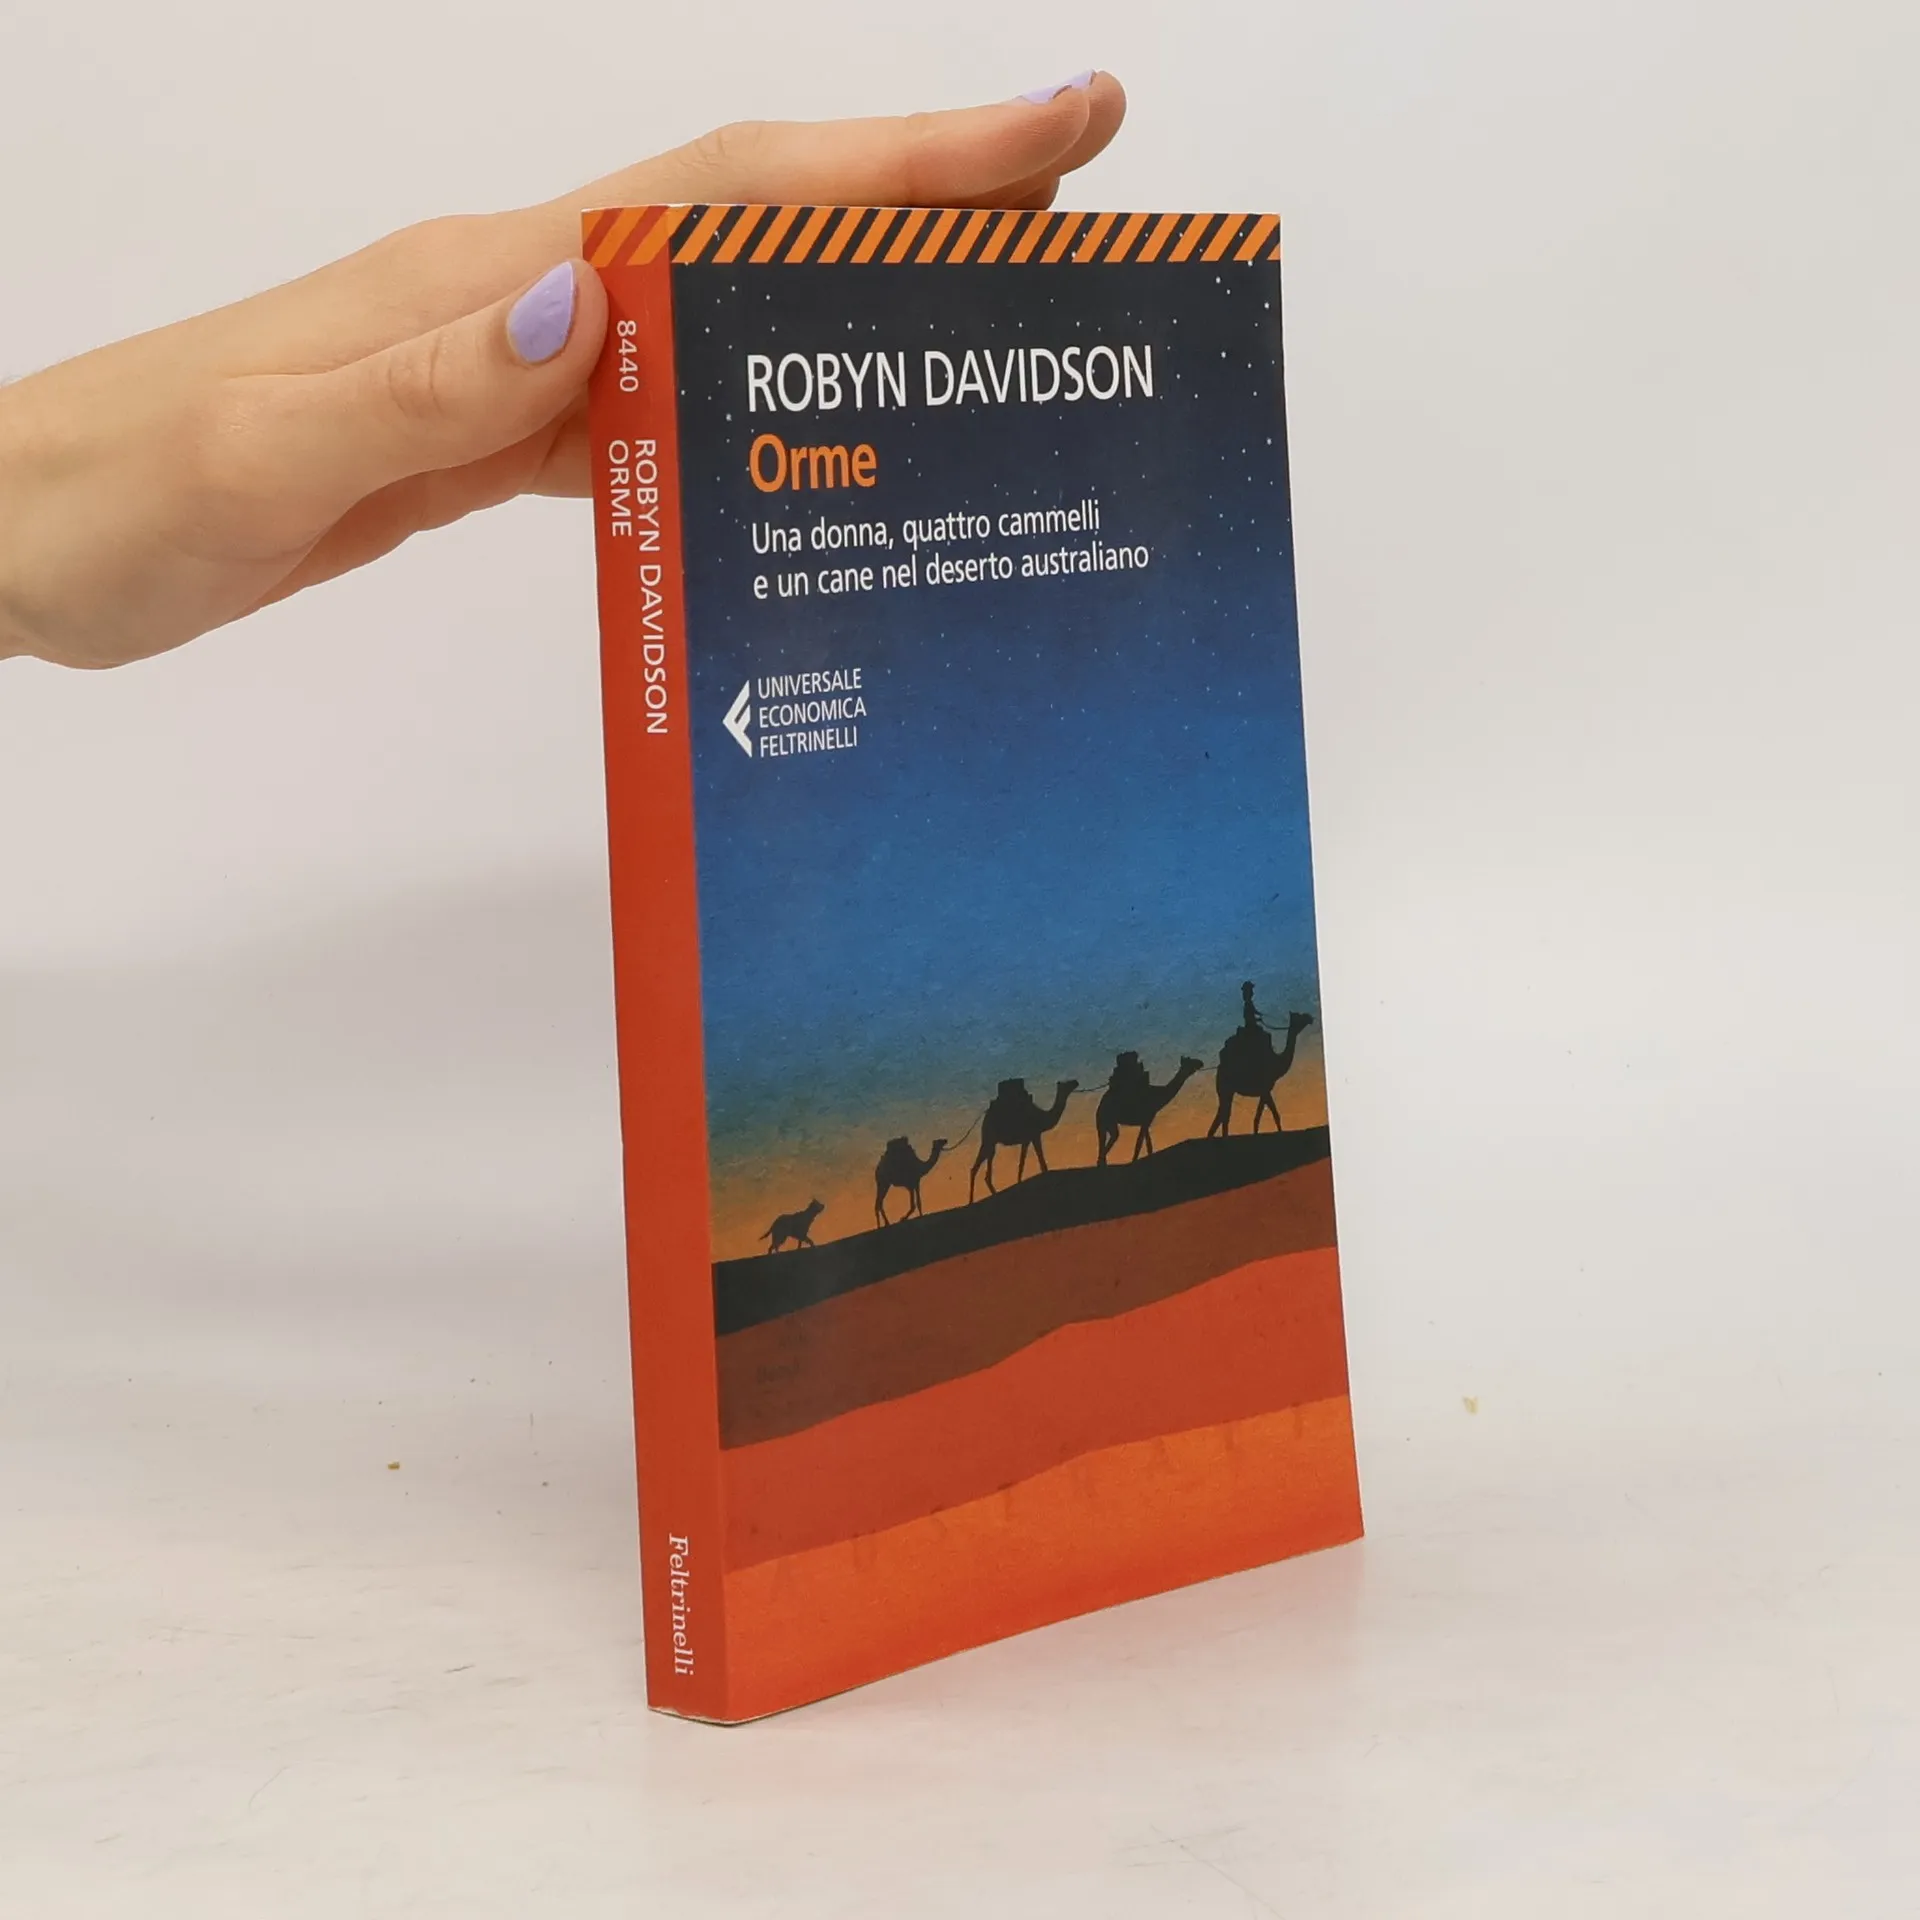 8440
ROBYN DAVIDSON
ORME
Feltrinelli
ROBYN DAVIDSON
Orme
Una donna, quattro cammelli
e un cane nel deserto australiano
UNIVERSALE
ECONOMICA
FELTRINELLI